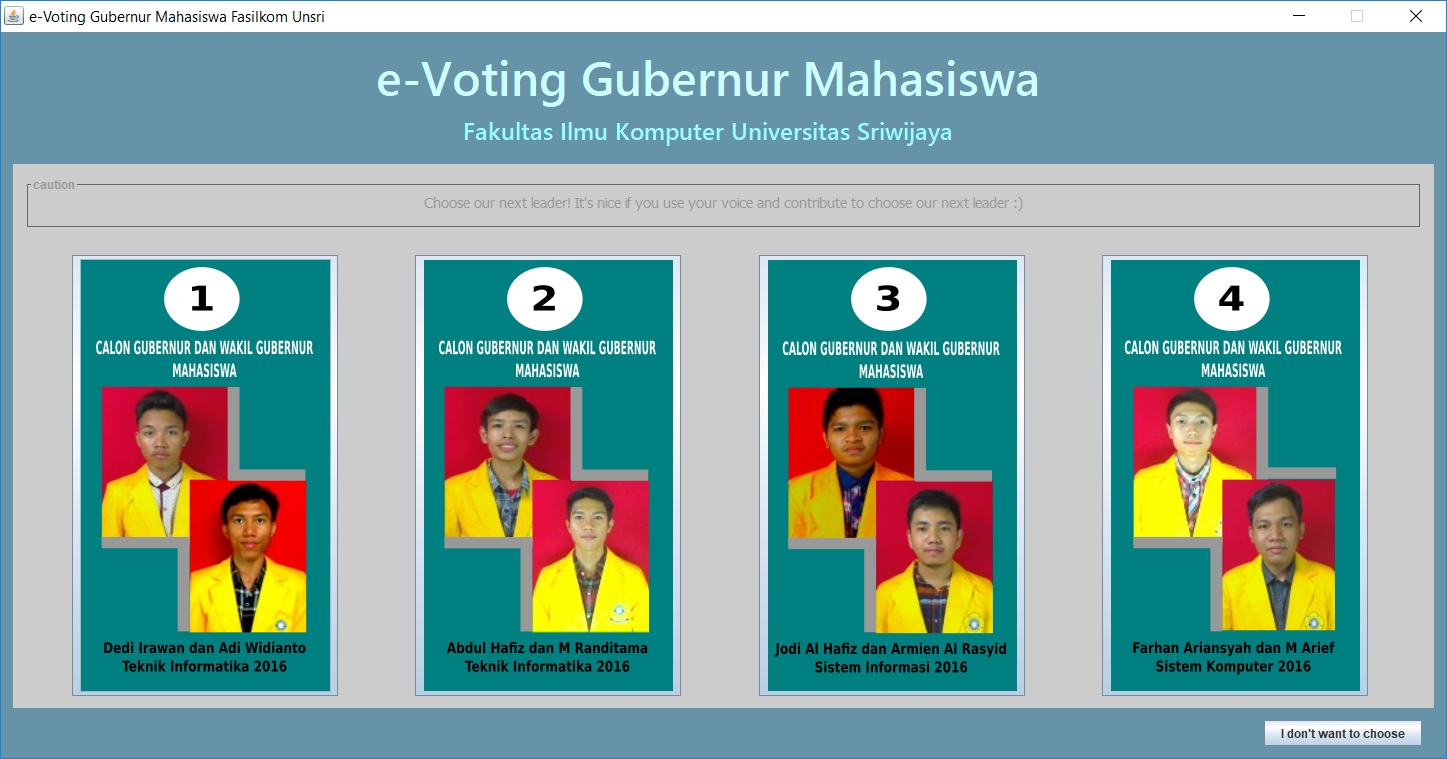 e-Voting Gubernur Mahasiswa Fasilkom Unsri
e-Voting Gubernur Mahasiswa
Fakultas Ilmu Komputer Universitas Sriwijaya
caution
Choose our next leader! It's nice if you use your voice and contribute to choose our next leader :)
1
CALON GUBERNUR DAN WAKIL GUBERNUR
MAHASISWA
Dedi Irawan dan Adi Widianto
Teknik Informatika 2016
2
CALON GUBERNUR DAN WAKIL GUBERNUR
MAHASISWA
Abdul Hafiz dan M Randitama
Teknik Informatika 2016
3
CALON GUBERNUR DAN WAKIL GUBERNUR
MAHASISWA
Jodi Al Hafiz dan Armien Al Rasyid
Sistem Informasi 2016
4
CALON GUBERNUR DAN WAKIL GUBERNUR
MAHASISWA
Farhan Ariansyah dan M Arief
Sistem Komputer 2016
I don't want to choose